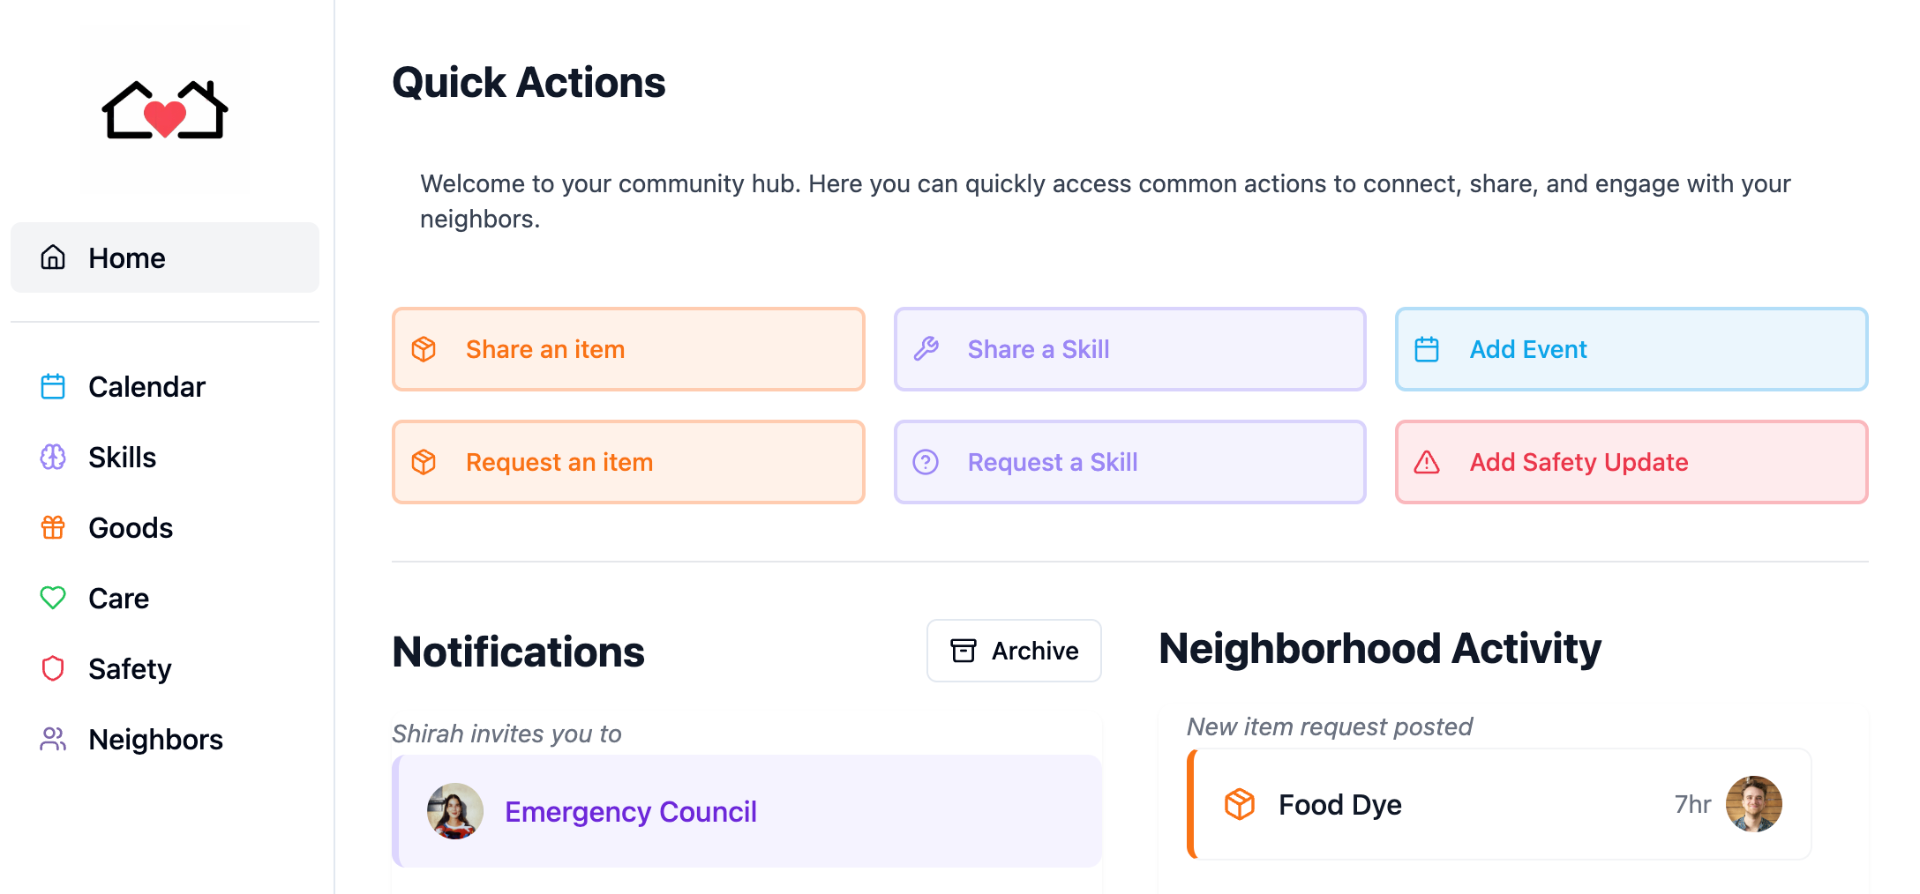 Home
Calendar
Skills
Goods
Care
Safety
Neighbors
Quick Actions
Welcome to your community hub. Here you can quickly access common actions to connect, share, and engage with your
neighbors.
Share an item
Share a Skill
Add Event
Request an item
Request a Skill
Add Safety Update
Notifications
Archive
Shirah invites you to
Emergency Council
Neighborhood Activity
New item request posted
Food Dye
7hr